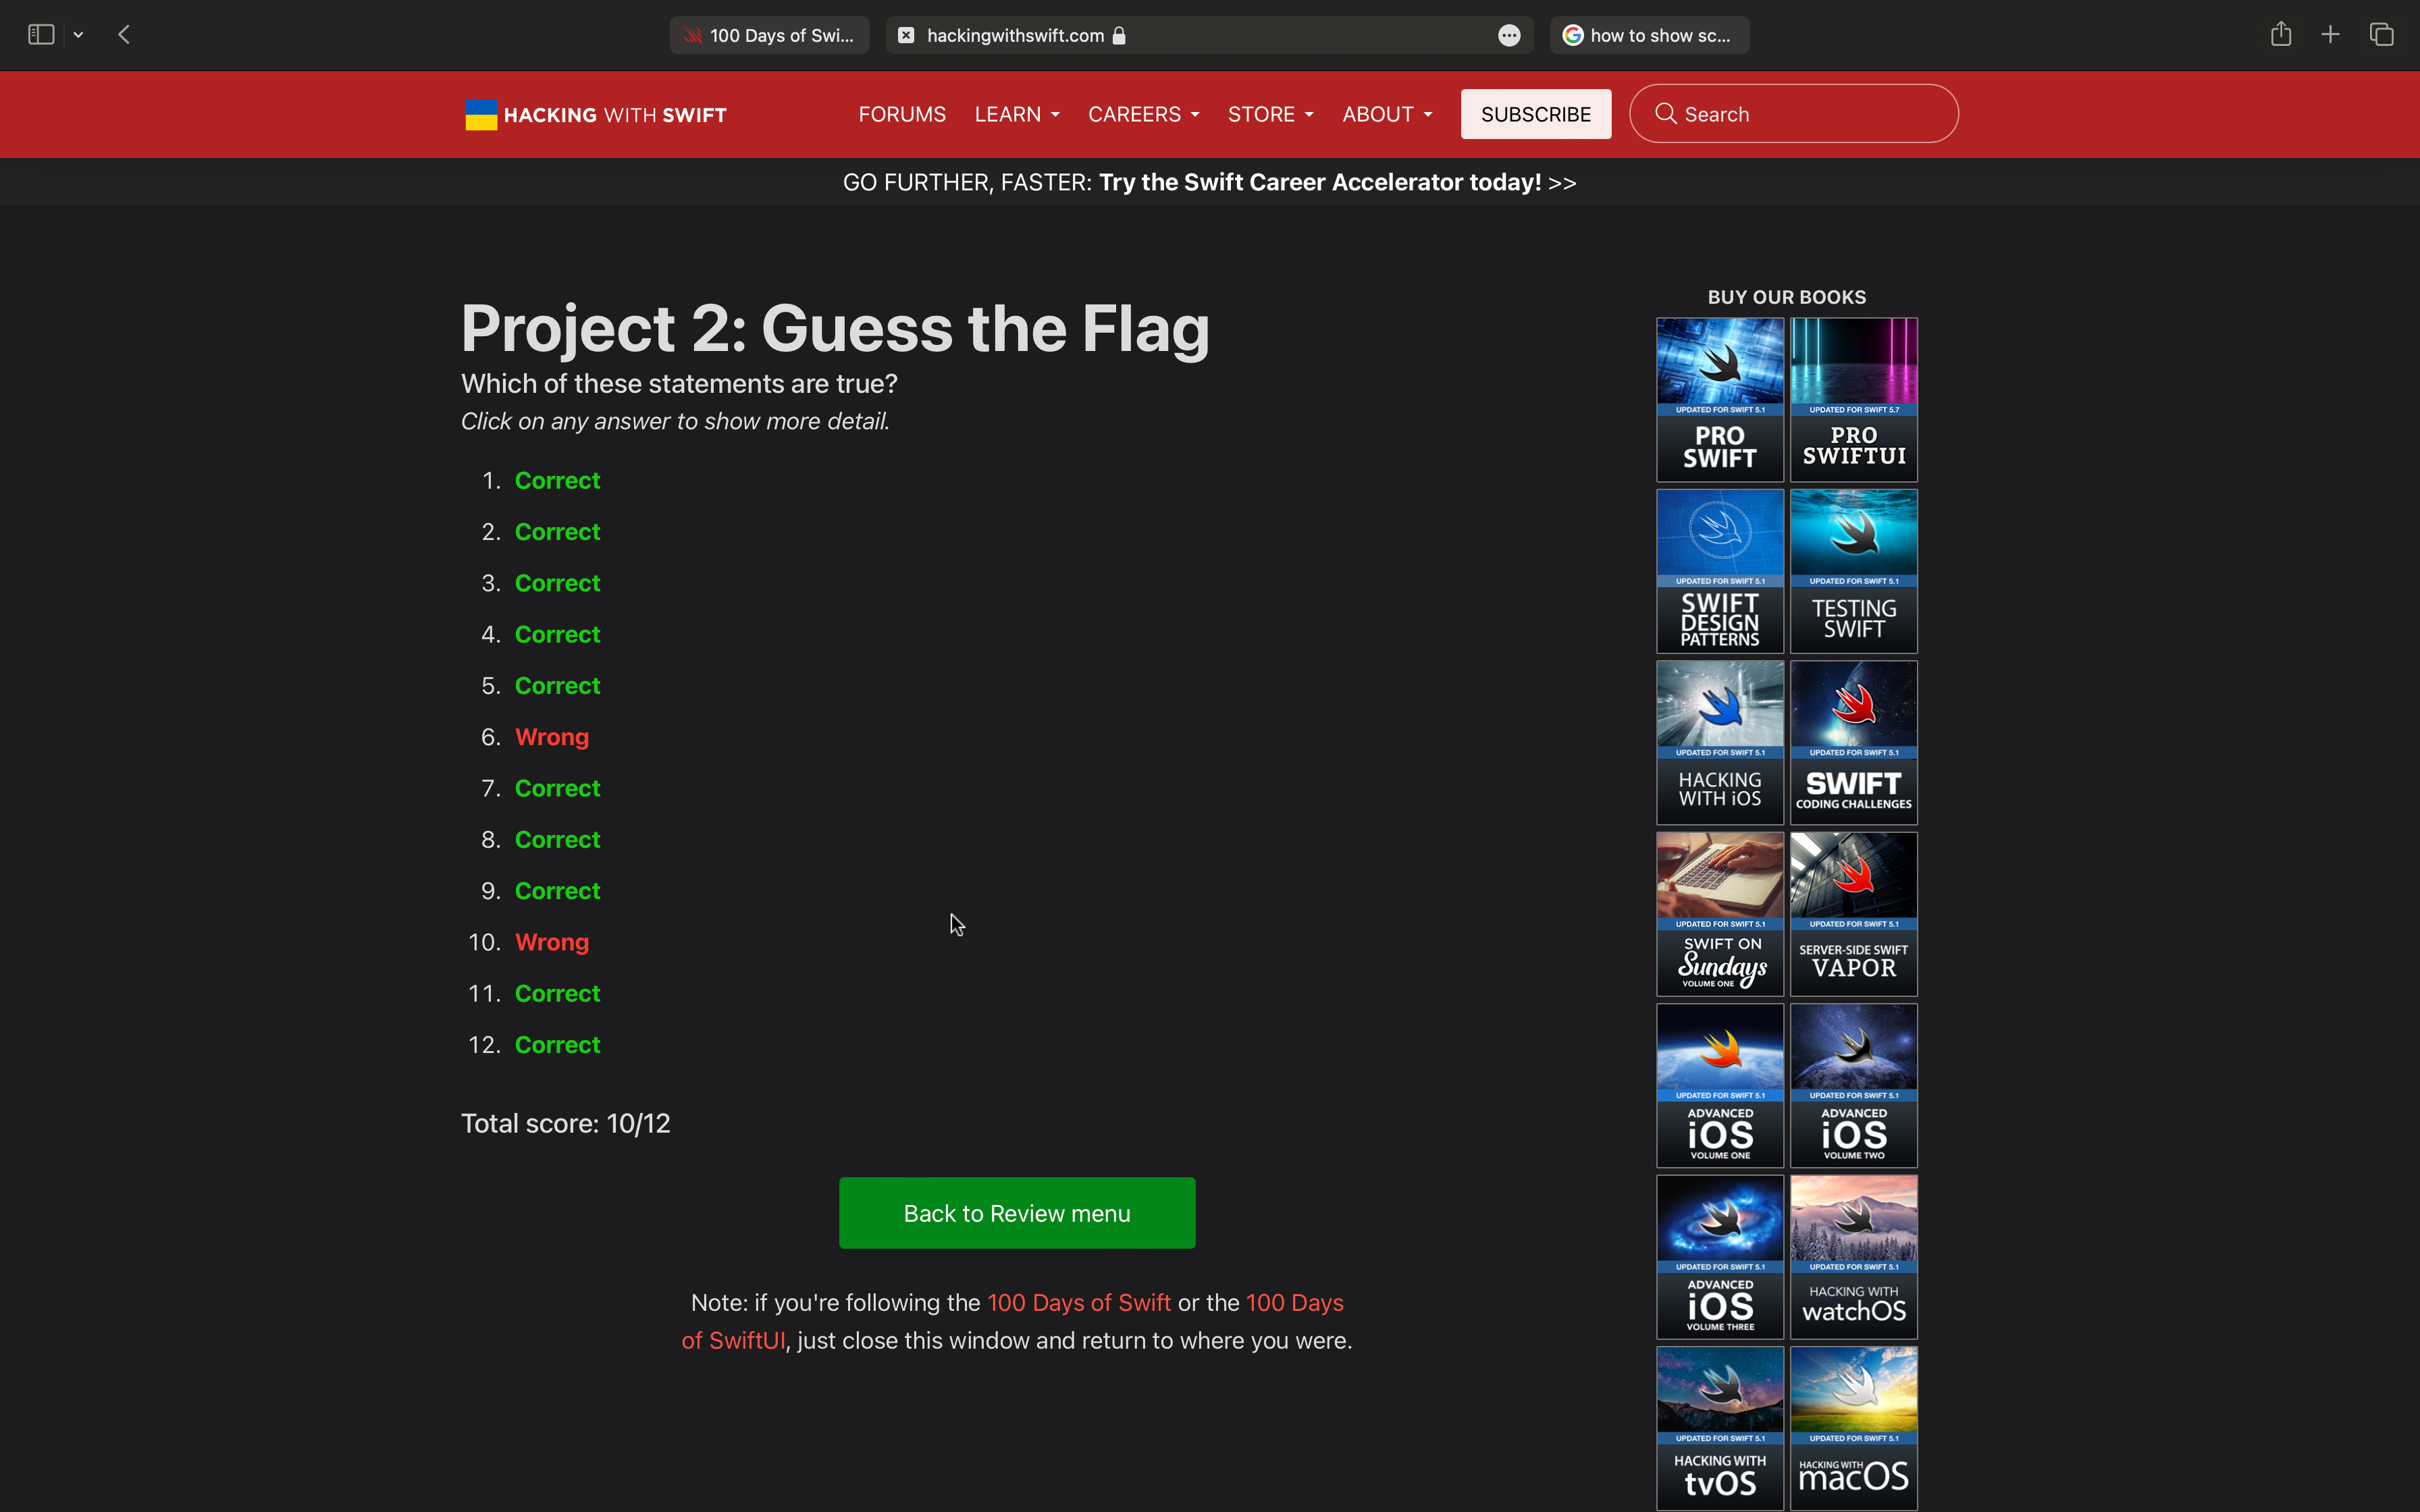 100 Days of Swi...
hackingwithswift.com
how to show sc...
HACKING WITH SWIFT
FORUMS
LEARN
CAREERS
STORE
ABOUT
SUBSCRIBE
Search
GO FURTHER, FASTER: Try the Swift Career Accelerator today! >>
Project 2: Guess the Flag
Which of these statements are true?
Click on any answer to show more detail.
1. Correct
2. Correct
3. Correct
4. Correct
5. Correct
6. Wrong
7. Correct
8. Correct
9. Correct
10. Wrong
11. Correct
12. Correct
Total score: 10/12
Back to Review menu
Note: if you're following the 100 Days of Swift or the 100 Days
of SwiftUI, just close this window and return to where you were.
BUY OUR BOOKS
UPDATED FOR SWIFT 5.1
PRO
SWIFT
UPDATED FOR SWIFT 5.7
PRO
SWIFTUI
UPDATED FOR SWIFT 5.1
SWIFT
DESIGN
PATTERNS
UPDATED FOR SWIFT 5.1
TESTING
SWIFT
UPDATED FOR SWIFT 5.1
HACKING
WITH iOS
UPDATED FOR SWIFT 5.1
SWIFT
CODING CHALLENGES
UPDATED FOR SWIFT 5.1
SWIFT ON
Sundays
VOLUME ONE
UPDATED FOR SWIFT 5.1
SERVER-SIDE SWIFT
VAPOR
UPDATED FOR SWIFT 5.1
ADVANCED
iOS
VOLUME ONE
UPDATED FOR SWIFT 5.1
ADVANCED
iOS
VOLUME TWO
UPDATED FOR SWIFT 5.1
ADVANCED
iOS
VOLUME THREE
UPDATED FOR SWIFT 5.1
HACKING WITH
watchOS
UPDATED FOR SWIFT 5.1
HACKING WITH
tvOS
UPDATED FOR SWIFT 5.1
HACKING WITH
macOS